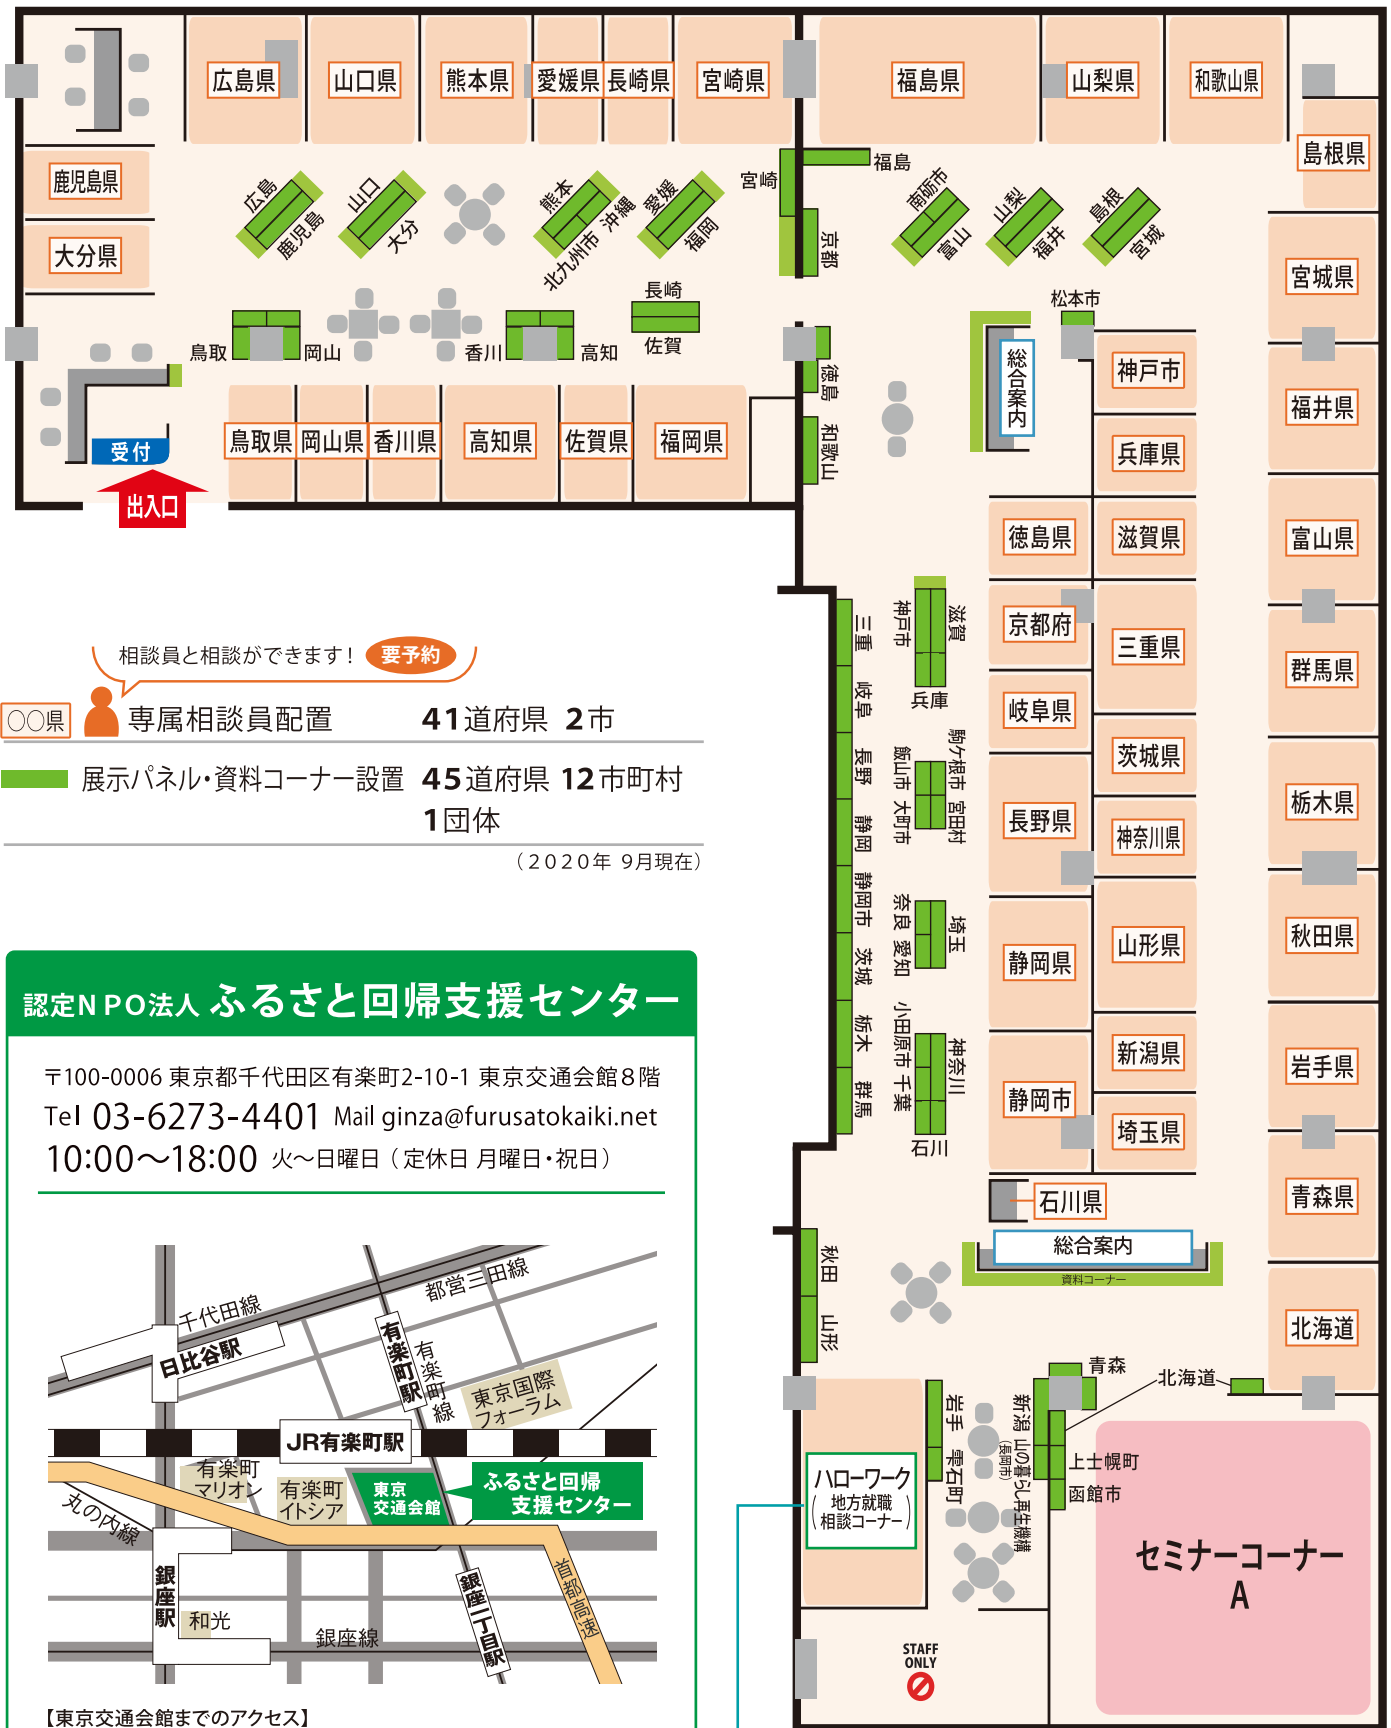 広島県
山口県
熊本県
愛媛県
長崎県
宮崎県
福島県
山梨県
和歌山県
島根県
鹿児島県
大分県
広島
鹿児島
山口
大分
熊本
沖縄
北九州市
愛媛
福岡
宮崎
福島
京都
南砺市
富山
山梨
福井
島根
宮城
宮城県
長崎
佐賀
鳥取
岡山
香川
高知
徳島
和歌山
松本市
総合案内
神戸市
兵庫県
福井県
受付
出入口
鳥取県
岡山県
香川県
高知県
佐賀県
福岡県
徳島県
滋賀県
富山県
京都府
三重県
岐阜県
茨城県
群馬県
長野県
神奈川県
栃木県
静岡県
山形県
秋田県
静岡市
新潟県
埼玉県
岩手県
石川県
青森県
北海道
三重
岐阜
長野
静岡
静岡市
茨城
栃木
群馬
神戸市
滋賀
兵庫
飯山市 大町市
駒ケ根市 宮田村
奈良 愛知
埼玉
小田原市 千葉
神奈川
石川
総合案内
資料コーナー
秋田
山形
青森
北海道
岩手
雫石町
新潟
(長岡市)
山の暮らし再生機構
上士幌町
函館市
ハローワーク
(地方就職
相談コーナー)
セミナーコーナー
A
STAFF
ONLY
相談員と相談ができます! 要予約
〇〇県 専属相談員配置 41道府県 2市
展示パネル・資料コーナー設置 45道府県 12市町村
1団体
(2020年 9月現在)
認定NPO法人 ふるさと回帰支援センター
〒100-0006 東京都千代田区有楽町2-10-1 東京交通会館8階
Tel 03-6273-4401 Mail ginza@furusatokaiki.net
10:00〜18:00 火〜日曜日(定休日 月曜日・祝日)
千代田線
都営三田線
日比谷駅
有楽町駅
有楽町線
東京国際
フォーラム
JR有楽町駅
有楽町
マリオン
有楽町
イトシア
東京
交通会館
ふるさと回帰
支援センター
丸の内線
銀座駅
和光
銀座線
銀座一丁目駅
首都高速
【東京交通会館までのアクセス】